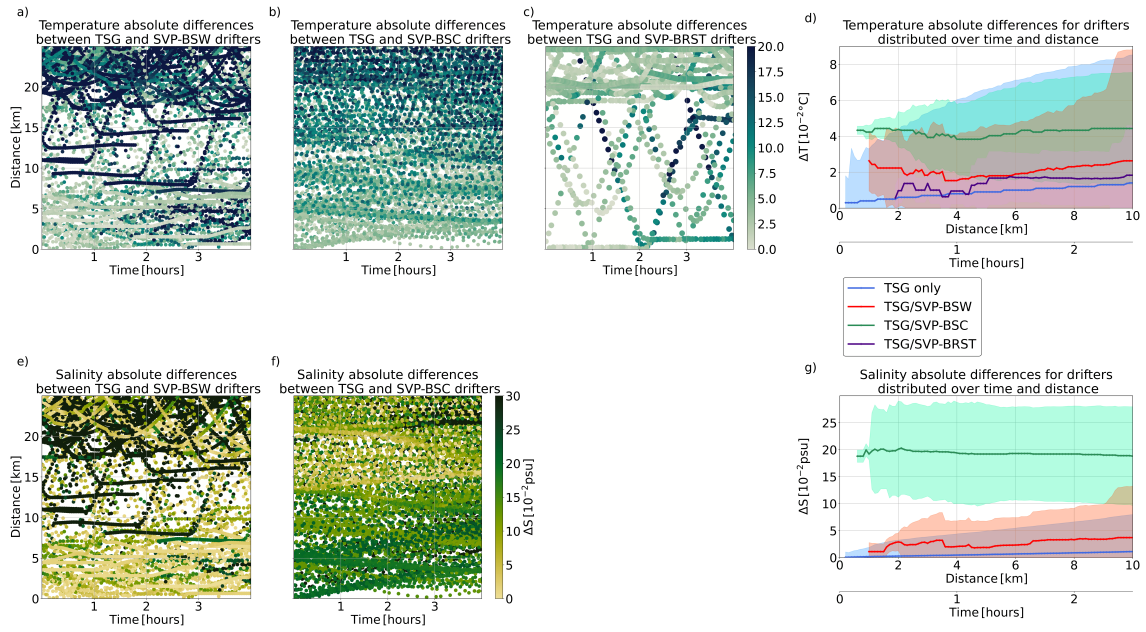 a)
Temperature absolute differences
between TSG and SVP-BSW drifters
b)
Temperature absolute differences
between TSG and SVP-BSC drifters
c)
Temperature absolute differences
between TSG and SVP-BRST drifters
d)
Temperature absolute differences for drifters
distributed over time and distance
Distance [km]
20
15
10
5
0
1 2 3
Time [hours]
1 2 3
Time [hours]
1 2 3
Time [hours]
20.0
17.5
15.0
12.5
10.0
7.5
5.0
2.5
0.0
ΔT [10⁻²°C]
8
6
4
2
0
0 2 4 6 8 10
Distance [km]
0 1 2
Time [hours]
TSG only
TSG/SVP-BSW
TSG/SVP-BSC
TSG/SVP-BRST
e)
Salinity absolute differences
between TSG and SVP-BSW drifters
f)
Salinity absolute differences
between TSG and SVP-BSC drifters
g)
Salinity absolute differences for drifters
distributed over time and distance
Distance [km]
20
15
10
5
0
1 2 3
Time [hours]
1 2 3
Time [hours]
30
25
20
15
10
5
0
ΔS [10⁻²psu]
ΔS [10⁻²psu]
25
20
15
10
5
0
0 2 4 6 8 10
Distance [km]
0 1 2
Time [hours]